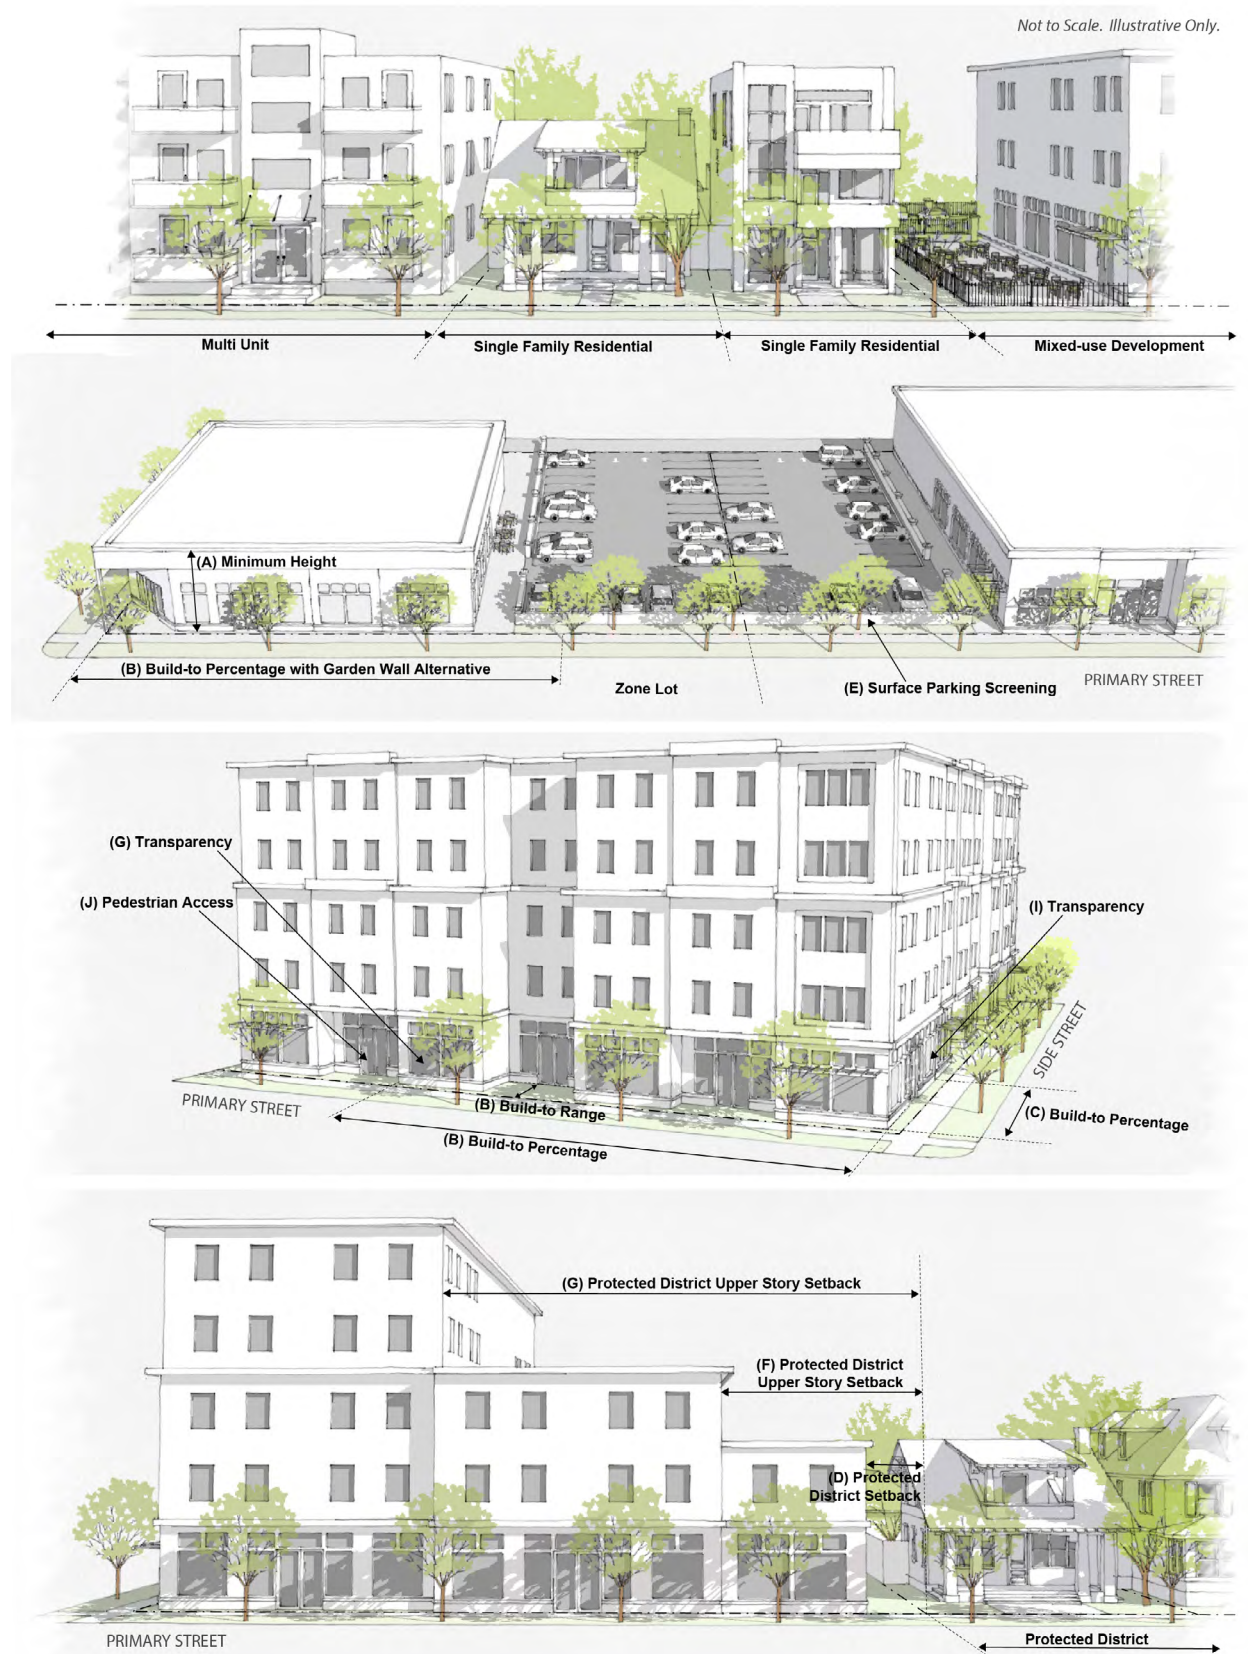 Not to Scale. Illustrative Only.
Multi Unit
Single Family Residential
Single Family Residential
Mixed-use Development
(A) Minimum Height
(B) Build-to Percentage with Garden Wall Alternative
Zone Lot
(E) Surface Parking Screening
PRIMARY STREET
(G) Transparency
(J) Pedestrian Access
(I) Transparency
SIDE STREET
PRIMARY STREET
(B) Build-to Range
(C) Build-to Percentage
(B) Build-to Percentage
(G) Protected District Upper Story Setback
(F) Protected District
Upper Story Setback
(D) Protected
District Setback
PRIMARY STREET
Protected District